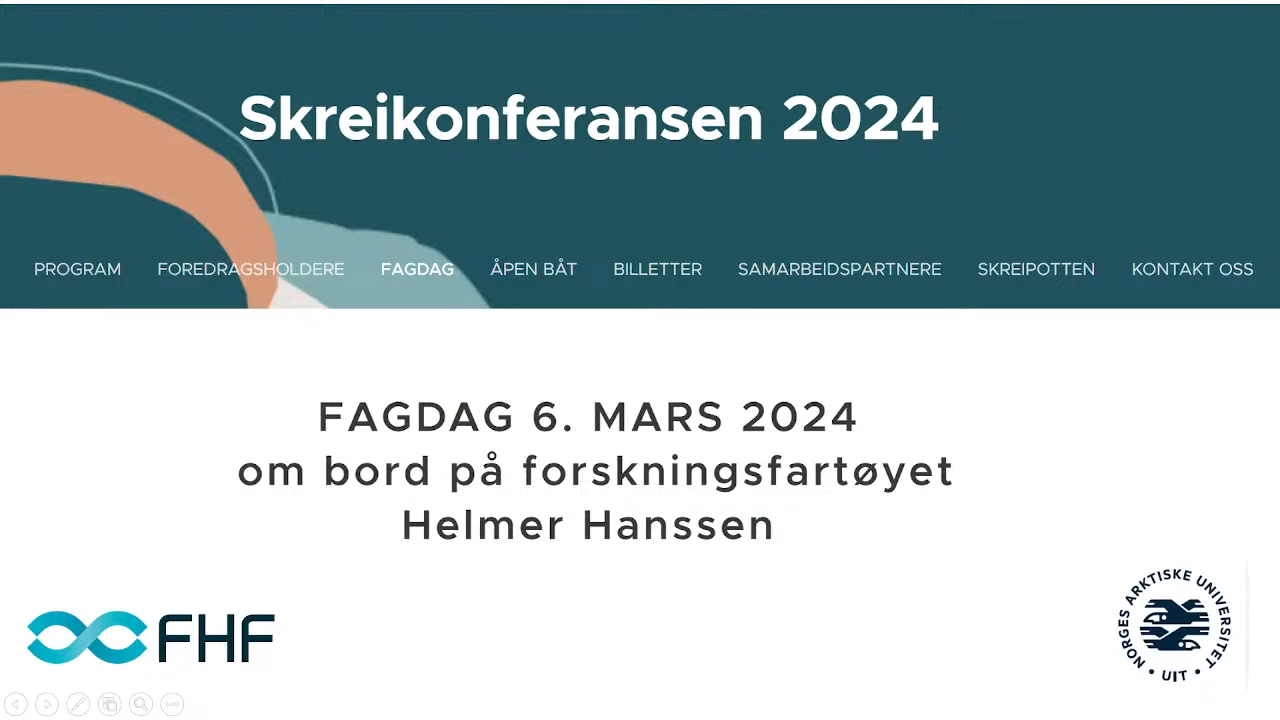 Skreikonferansen 2024
PROGRAM FOREDRAGSHOLDERE FAGDAG ÅPEN BÅT BILLETTER SAMARBEIDSPARTNERE SKREIPOTTEN KONTAKT OSS
FAGDAG 6. MARS 2024
om bord på forskningsfartøyet
Helmer Hanssen
FHF
NORGES ARKTISKE UNIVERSITET
• UIT •